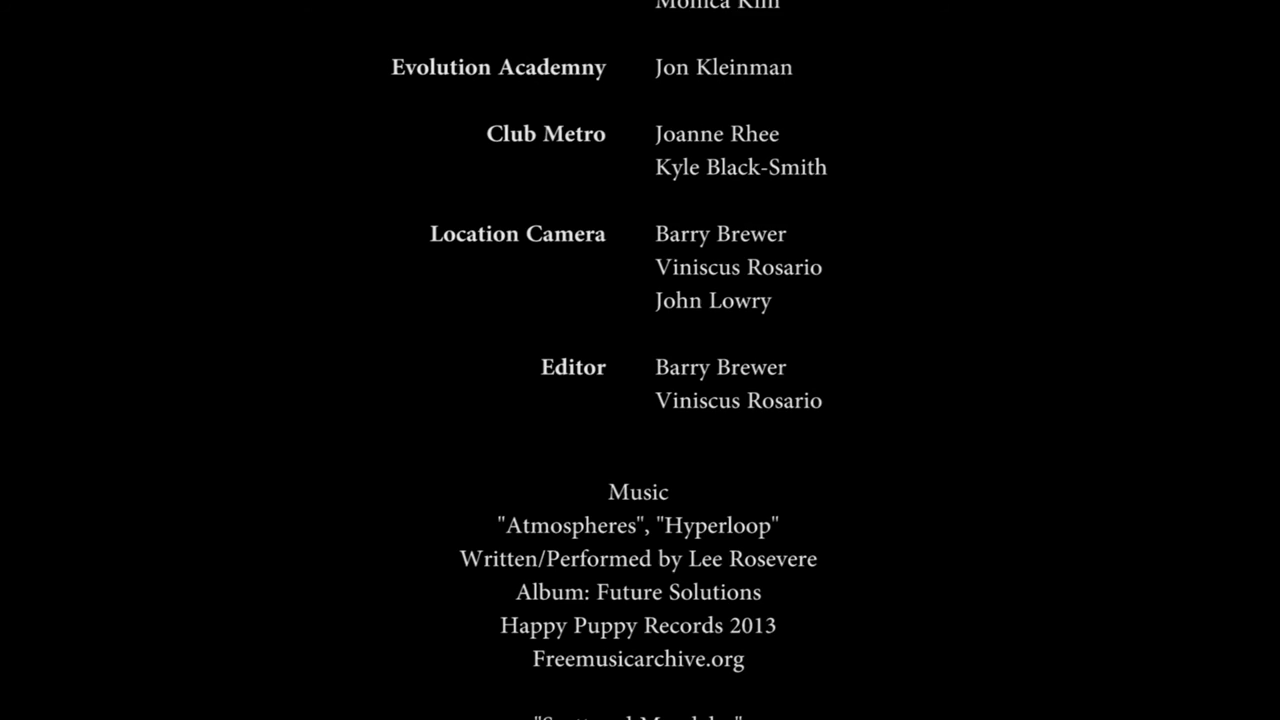 Monica Kim
Evolution Academny Jon Kleinman
Club Metro Joanne Rhee
Kyle Black-Smith
Location Camera Barry Brewer
Viniscus Rosario
John Lowry
Editor Barry Brewer
Viniscus Rosario
Music
"Atmospheres", "Hyperloop"
Written/Performed by Lee Rosevere
Album: Future Solutions
Happy Puppy Records 2013
Freemusicarchive.org